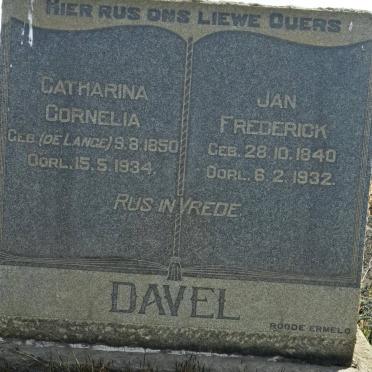 HIER RUS ONS LIEWE OUERS
CATHARINA
CORNELIA
GEB (DE LANGE) 9.8.1850
OORL. 15.5.1934.
JAN
FREDERICK
GEB. 28.10.1840
OORL. 6.2.1932.
RUS IN VREDE.
DAVEL
ROODE ERMELO